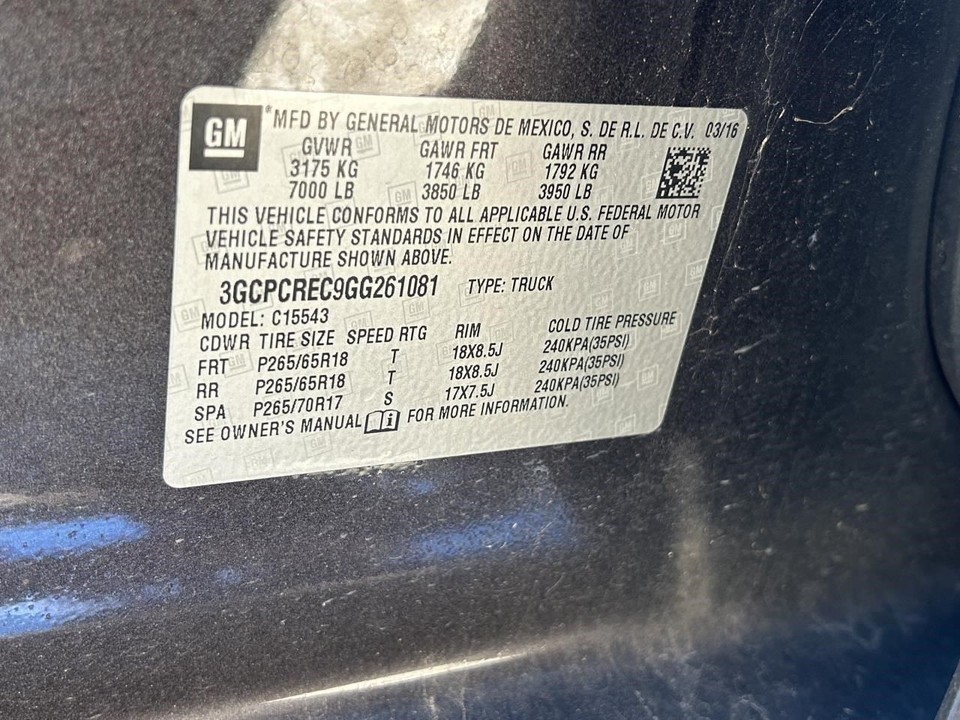 GM
MFD BY GENERAL MOTORS DE MEXICO, S. DE R.L. DE C.V. 03/16
GVWR GAWR FRT GAWR RR
3175 KG 1746 KG 1792 KG
7000 LB 3850 LB 3950 LB
THIS VEHICLE CONFORMS TO ALL APPLICABLE U.S. FEDERAL MOTOR
VEHICLE SAFETY STANDARDS IN EFFECT ON THE DATE OF
MANUFACTURE SHOWN ABOVE.
3GCPCREC9GG261081 TYPE: TRUCK
MODEL: C15543
CDWR TIRE SIZE SPEED RTG RIM COLD TIRE PRESSURE
FRT P265/65R18 T 18X8.5J 240KPA(35PSI)
RR P265/65R18 T 18X8.5J 240KPA(35PSI)
SPA P265/70R17 S 17X7.5J 240KPA(35PSI)
SEE OWNER'S MANUAL FOR MORE INFORMATION.